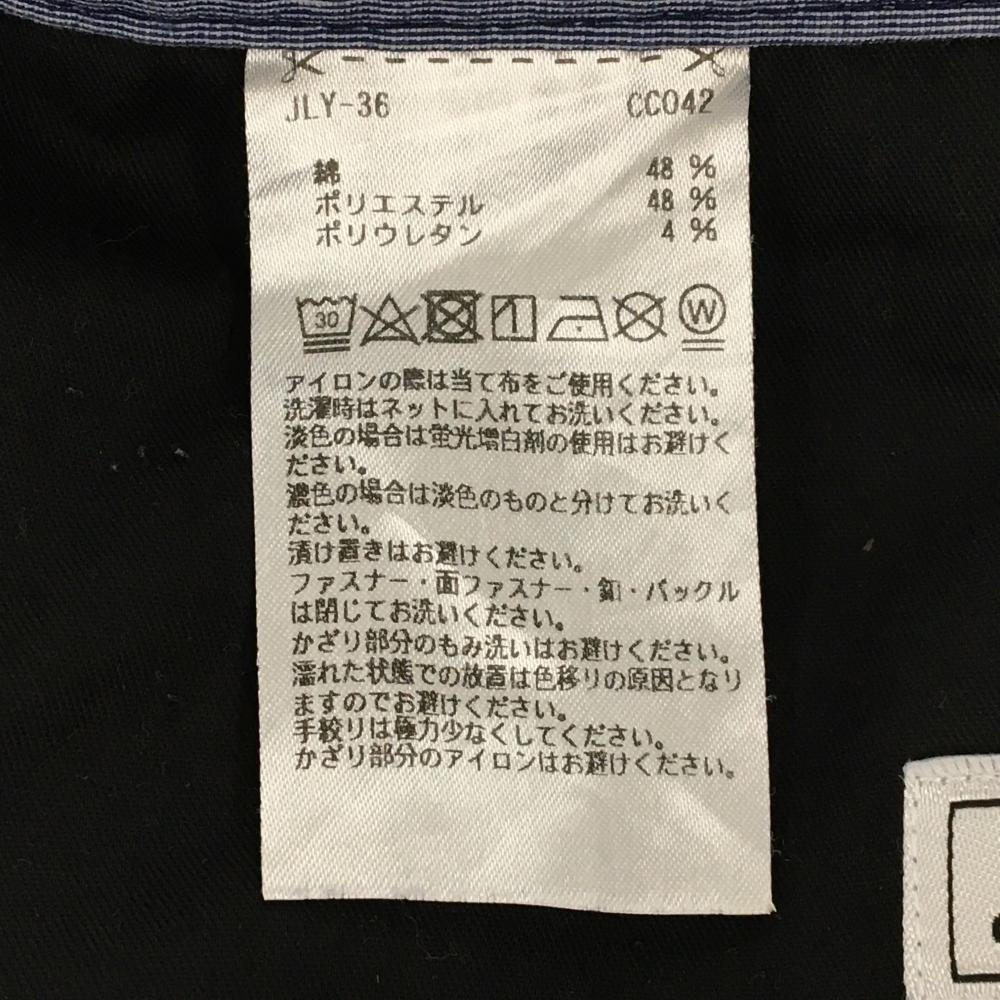 JLY-36 CC042
綿 48 %
ポリエステル 48 %
ポリウレタン 4 %
30 W
アイロンの際は当て布をご使用ください。
洗濯時はネットに入れてお洗いください。
淡色の場合は蛍光増白剤の使用はお避けく
ださい。
濃色の場合は淡色のものと分けてお洗いく
ださい。
漬け置きはお避けください。
ファスナー・面ファスナー・釦・バックル
は閉じてお洗いください。
かざり部分のもみ洗いはお避けください。
濡れた状態での放置は色移りの原因となり
ますのでお避けください。
手絞りは極力少なくしてください。
かざり部分のアイロンはお避けください。